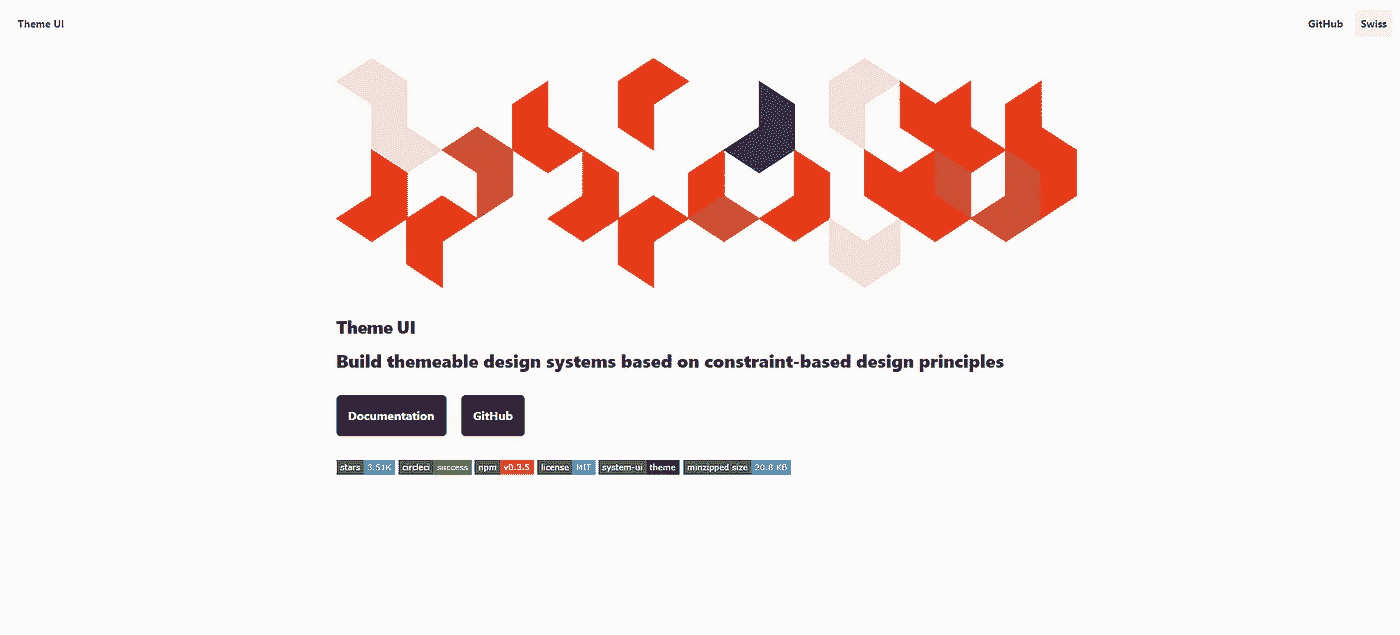 Theme UI
GitHub Swiss
Theme UI
Build themeable design systems based on constraint-based design principles
Documentation GitHub
stars 3.51K circleci success npm v0.3.5 license MIT system-ui theme minzipped size 20.8 KB